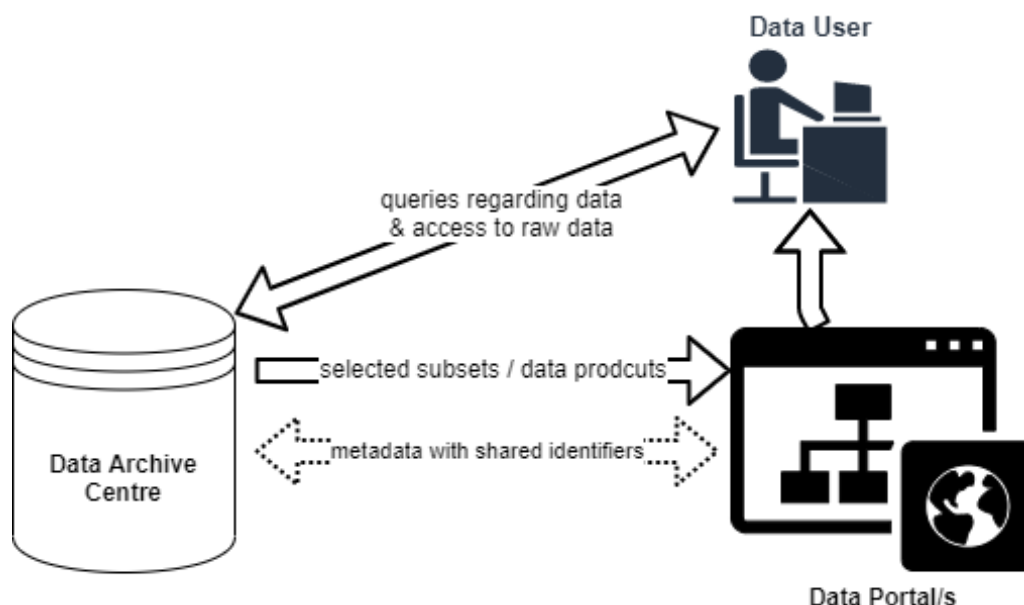 Data User
queries regarding data
& access to raw data
selected subsets / data prodcuts
metadata with shared identifiers
Data Archive
Centre
Data Portal/s